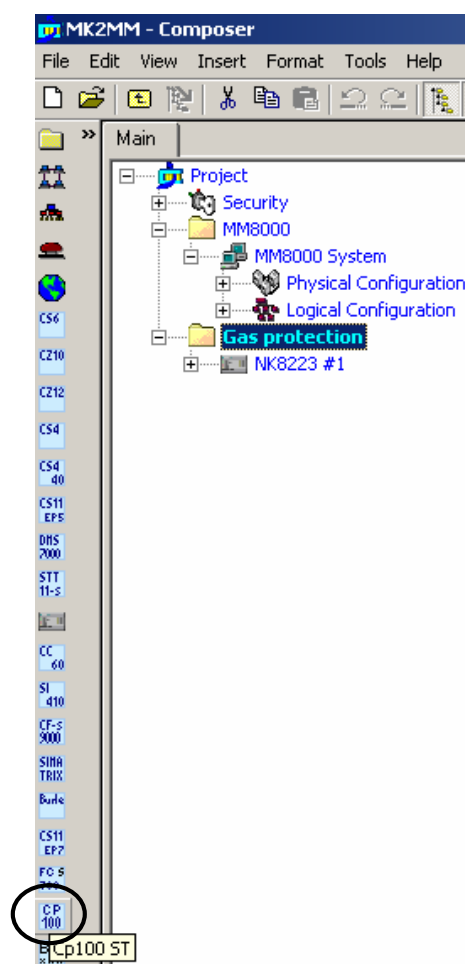 MK2MM - Composer
File Edit View Insert Format Tools Help
»
Main
Project
Security
MM8000
MM8000 System
Physical Configuration
Logical Configuration
Gas protection
NK8223 #1
CS6
CZ10
CZ12
CS4
CS4
40
CS11
EP5
DMS
7000
STT
11-s
CC
60
SI
410
CF-s
9000
SIMA
TRIX
Burle
CS11
EP7
FC s
CP
100
Cp100 ST